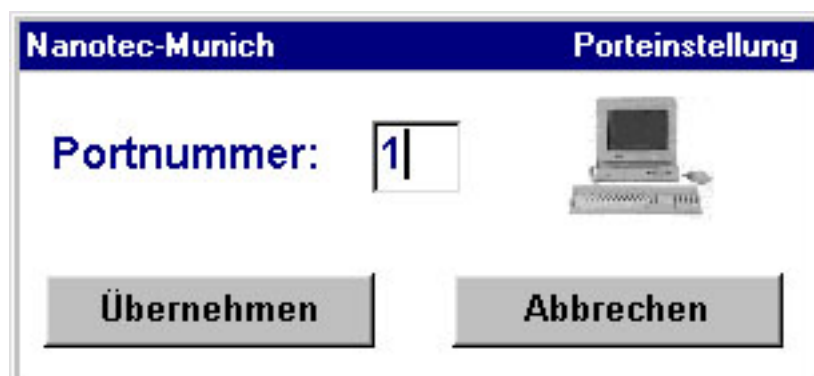 Nanotec-Munich Porteinstellung
Portnummer: 1
Übernehmen Abbrechen